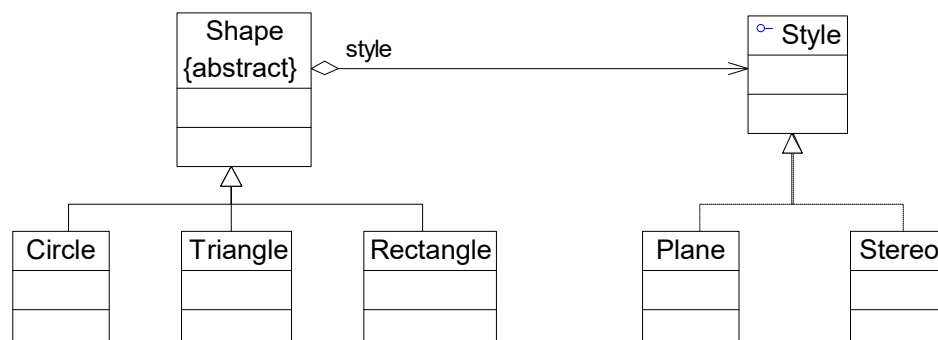 Shape
{abstract}
style
Style
Circle
Triangle
Rectangle
Plane
Stereo